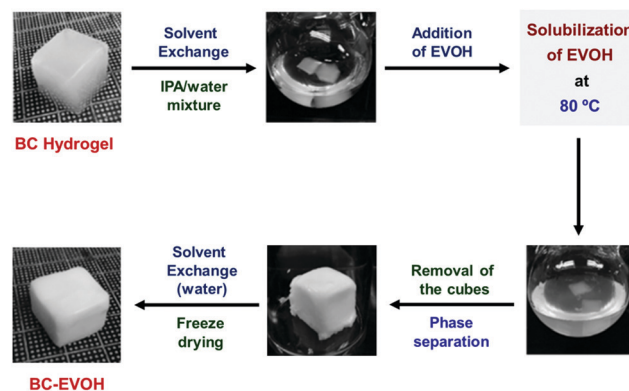 Solvent
Exchange
IPA/water
mixture
BC Hydrogel
Addition
of EVOH
Solubilization
of EVOH
at
80 ºC
Removal of
the cubes
Phase
separation
Solvent
Exchange
(water)
Freeze
drying
BC-EVOH